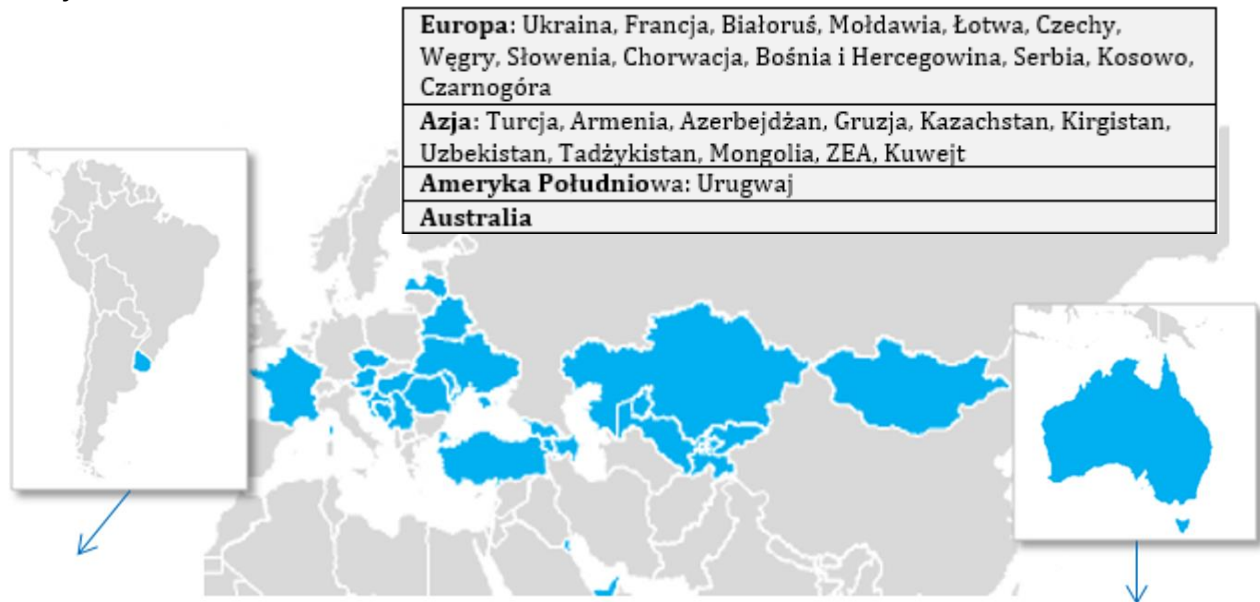 Europa: Ukraina, Francja, Białoruś, Mołdawia, Łotwa, Czechy,
Węgry, Słowenia, Chorwacja, Bośnia i Hercegowina, Serbia, Kosowo,
Czarnogóra
Azja: Turcja, Armenia, Azerbejdżan, Gruzja, Kazachstan, Kirgistan,
Uzbekistan, Tadżykistan, Mongolia, ZEA, Kuwejt
Ameryka Południowa: Urugwaj
Australia